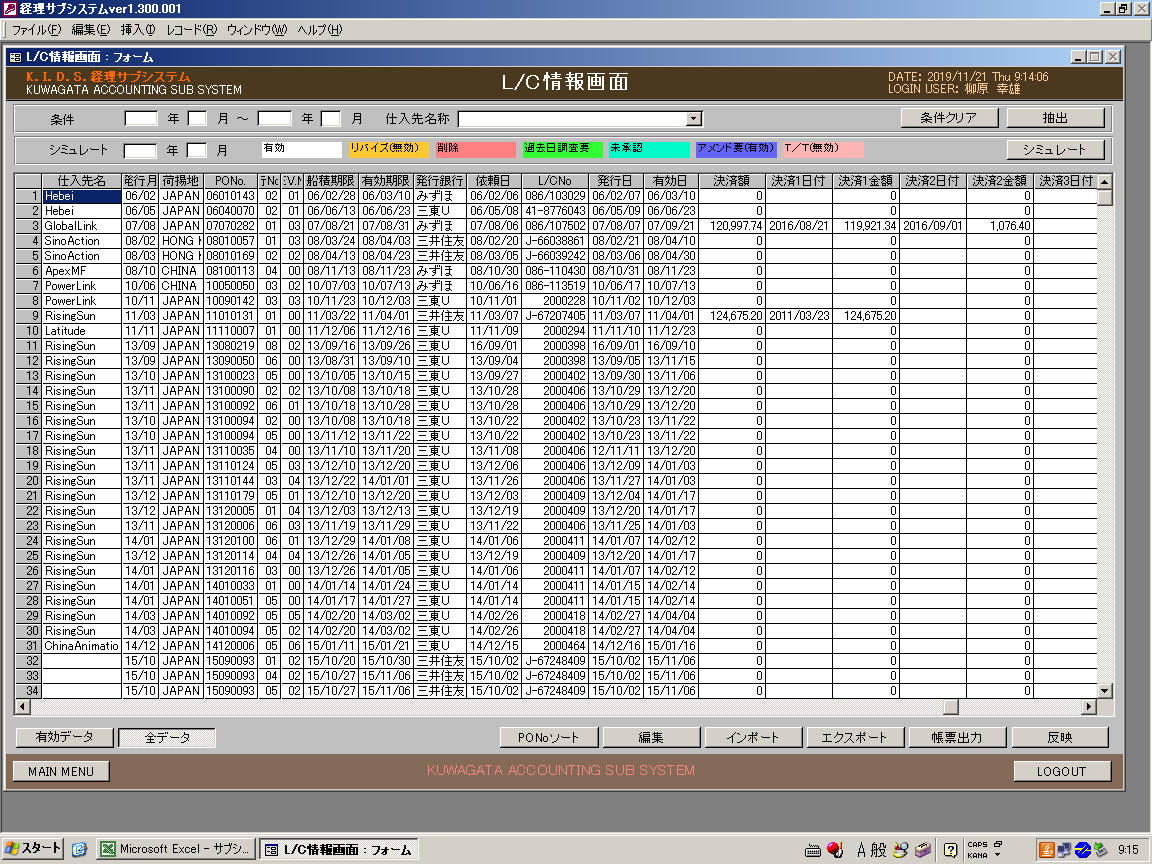 経理サブシステムver1.300.001
ファイル(F) 編集(E) 挿入(I) レコード(R) ウィンドウ(W) ヘルプ(H)
L/C情報画面 : フォーム
K.I.D.S.経理サブシステム
KUWAGATA ACCOUNTING SUB SYSTEM
L/C情報画面
DATE: 2019/11/21 Thu 9:14:06
LOGIN USER: 柳原 幸雄
条件 年 月 ～ 年 月 仕入先名称 条件クリア 抽出
シミュレート 年 月 有効 リバイズ(無効) 削除 過去日調査要 未承認 アメンド要(有効) T/T(無効) シミュレート
仕入先名 発行月 荷揚地 PONo. 船積期限 有効期限 発行銀行 依頼日 L/CNo 発行日 有効日 決済額 決済1日付 決済1金額 決済2日付 決済2金額 決済3日付
1 Hebei 06/02 JAPAN 06010143 02 01 06/02/28 06/03/10 みずほ 06/02/06 086/103029 06/02/07 06/03/10 0 0 0
2 Hebei 06/05 JAPAN 06040070 02 01 06/06/13 06/06/23 三東U 06/05/08 41-8776043 06/05/09 06/06/23 0 0 0
3 GlobalLink 07/08 JAPAN 07070282 01 03 07/08/21 07/08/31 みずほ 07/08/06 086/107502 07/08/07 07/09/21 120,997.74 2016/08/21 119,921.34 2016/09/01 1,076.40
4 SinoAction 08/02 HONG 08010057 01 03 08/03/24 08/04/03 三井住友 08/02/20 J-66038861 08/02/21 08/04/10 0 0 0
5 SinoAction 08/03 HONG 08010169 02 02 08/04/13 08/04/23 三井住友 08/03/05 J-66039242 08/03/06 08/04/30 0 0 0
6 ApexMF 08/10 CHINA 08100113 04 00 08/11/13 08/11/23 みずほ 08/10/30 086-110430 08/10/31 08/11/23 0 0 0
7 PowerLink 10/06 CHINA 10050050 03 02 10/07/03 10/07/13 みずほ 10/06/16 086-113519 10/06/17 10/07/13 0 0 0
8 PowerLink 10/11 JAPAN 10090142 03 03 10/11/23 10/12/03 三東U 10/11/01 2000228 10/11/02 10/12/03 0 0 0
9 RisingSun 11/03 JAPAN 11010131 01 00 11/03/22 11/04/01 三井住友 11/03/07 J-67207405 11/03/07 11/04/01 124,675.20 2011/03/23 124,675.20 0
10 Latitude 11/11 JAPAN 11110007 01 00 11/12/06 11/12/16 三東U 11/11/09 2000294 11/11/10 11/12/23 0 0 0
11 RisingSun 13/09 JAPAN 13080219 08 02 13/09/16 13/09/26 三東U 16/09/01 2000398 16/09/01 16/09/10 0 0 0
12 RisingSun 13/09 JAPAN 13090050 06 00 13/08/31 13/09/10 三東U 13/09/04 2000398 13/09/05 13/11/15 0 0 0
13 RisingSun 13/10 JAPAN 13100023 05 00 13/10/05 13/10/15 三東U 13/09/27 2000402 13/09/30 13/11/06 0 0 0
14 RisingSun 13/11 JAPAN 13100090 02 02 13/10/08 13/10/18 三東U 13/10/28 2000406 13/10/29 13/12/20 0 0 0
15 RisingSun 13/11 JAPAN 13100092 06 01 13/10/18 13/10/28 三東U 13/10/28 2000406 13/10/29 13/12/20 0 0 0
16 RisingSun 13/10 JAPAN 13100094 02 00 13/10/08 13/10/18 三東U 13/10/22 2000402 13/10/23 13/11/22 0 0 0
17 RisingSun 13/10 JAPAN 13100094 05 00 13/11/12 13/11/22 三東U 13/10/22 2000402 13/10/23 13/11/22 0 0 0
18 RisingSun 13/11 JAPAN 13110035 04 00 13/11/10 13/11/20 三東U 13/11/08 2000406 12/11/11 13/12/20 0 0 0
19 RisingSun 13/11 JAPAN 13110124 05 03 13/12/10 13/12/20 三東U 13/12/06 2000406 13/12/09 14/01/03 0 0 0
20 RisingSun 13/11 JAPAN 13110144 03 04 13/12/22 14/01/01 三東U 13/11/26 2000406 13/11/27 14/01/03 0 0 0
21 RisingSun 13/12 JAPAN 13110179 05 01 13/12/10 13/12/20 三東U 13/12/03 2000409 13/12/04 14/01/17 0 0 0
22 RisingSun 13/12 JAPAN 13120005 01 04 13/12/03 13/12/13 三東U 13/12/19 2000409 13/12/20 14/01/17 0 0 0
23 RisingSun 13/11 JAPAN 13120006 06 03 13/11/19 13/11/29 三東U 13/11/22 2000406 13/11/25 14/01/03 0 0 0
24 RisingSun 14/01 JAPAN 13120100 06 01 13/12/29 14/01/08 三東U 14/01/06 2000411 14/01/07 14/02/12 0 0 0
25 RisingSun 13/12 JAPAN 13120114 04 04 13/12/26 14/01/05 三東U 13/12/19 2000409 13/12/20 14/01/17 0 0 0
26 RisingSun 14/01 JAPAN 13120116 03 00 13/12/26 14/01/05 三東U 14/01/06 2000411 14/01/07 14/02/12 0 0 0
27 RisingSun 14/01 JAPAN 14010033 01 00 14/01/14 14/01/24 三東U 14/01/14 2000411 14/01/15 14/02/14 0 0 0
28 RisingSun 14/01 JAPAN 14010051 05 00 14/01/17 14/01/27 三東U 14/01/14 2000411 14/01/15 14/02/14 0 0 0
29 RisingSun 14/03 JAPAN 14010092 05 05 14/02/20 14/03/02 三東U 14/02/26 2000418 14/02/27 14/04/04 0 0 0
30 RisingSun 14/03 JAPAN 14010094 05 02 14/02/20 14/03/02 三東U 14/02/26 2000418 14/02/27 14/04/04 0 0 0
31 ChinaAnimatio 14/12 JAPAN 14120006 05 06 15/01/11 15/01/21 三東U 14/12/15 2000464 14/12/16 15/01/16 0 0 0
32 15/10 JAPAN 15090093 01 02 15/10/20 15/10/30 三井住友 15/10/02 J-67248409 15/10/02 15/11/06 0 0 0
33 15/10 JAPAN 15090093 04 02 15/10/27 15/11/06 三井住友 15/10/02 J-67248409 15/10/02 15/11/06 0 0 0
34 15/10 JAPAN 15090093 05 02 15/10/27 15/11/06 三井住友 15/10/02 J-67248409 15/10/02 15/11/06 0 0 0
有効データ 全データ PONoソート 編集 インポート エクスポート 帳票出力 反映
MAIN MENU KUWAGATA ACCOUNTING SUB SYSTEM LOGOUT
スタート Microsoft Excel - サブシ... L/C情報画面 : フォーム A 般 CAPS KANA 9:15